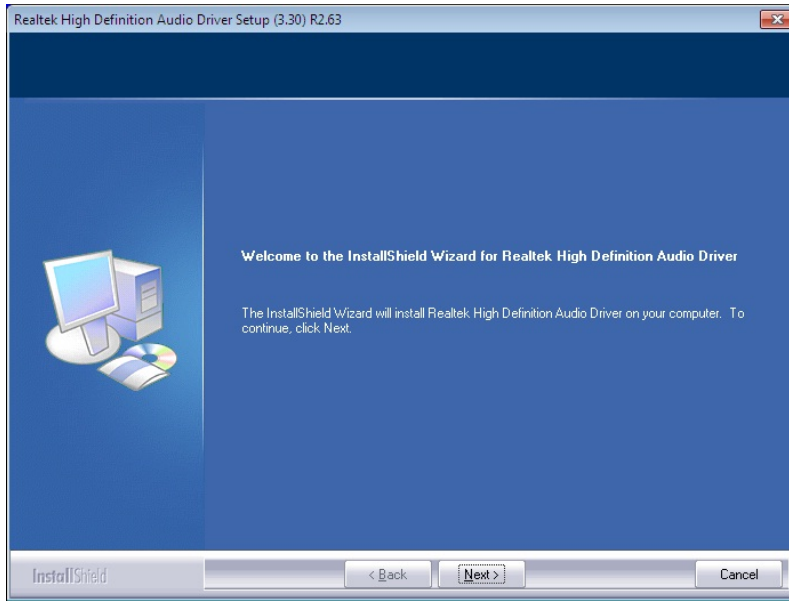 Realtek High Definition Audio Driver Setup (3.30) R2.63
Welcome to the InstallShield Wizard for Realtek High Definition Audio Driver
The InstallShield Wizard will install Realtek High Definition Audio Driver on your computer. To
continue, click Next.
InstallShield
< Back
Next >
Cancel